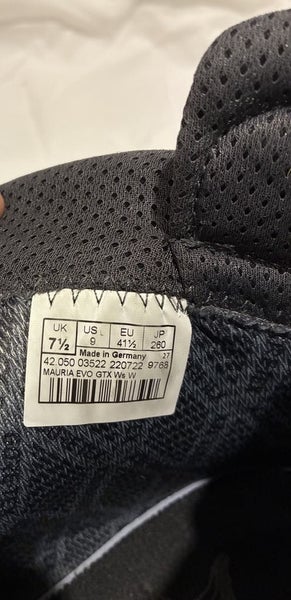 UK US L EU JP
7½ 9 41½ 260
Made in Germany 27
42.050 03522 220722 9768
MAURIA EVO GTX Ws W